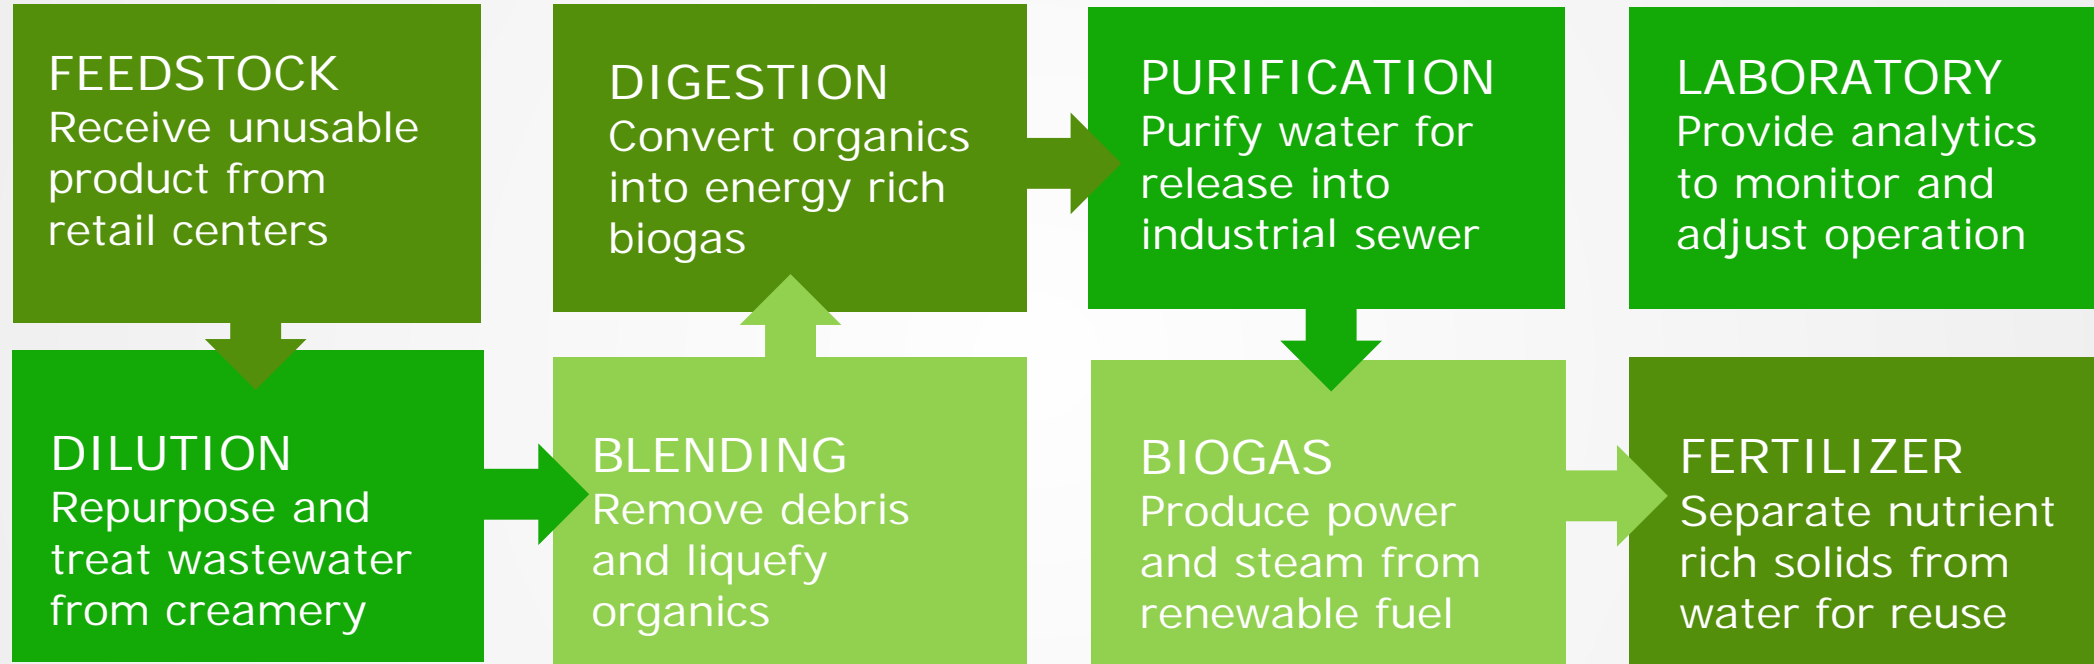 FEEDSTOCK
Receive unusable
product from
retail centers
DILUTION
Repurpose and
treat wastewater
from creamery
BLENDING
Remove debris
and liquefy
organics
DIGESTION
Convert organics
into energy rich
biogas
PURIFICATION
Purify water for
release into
industrial sewer
BIOGAS
Produce power
and steam from
renewable fuel
FERTILIZER
Separate nutrient
rich solids from
water for reuse
LABORATORY
Provide analytics
to monitor and
adjust operation